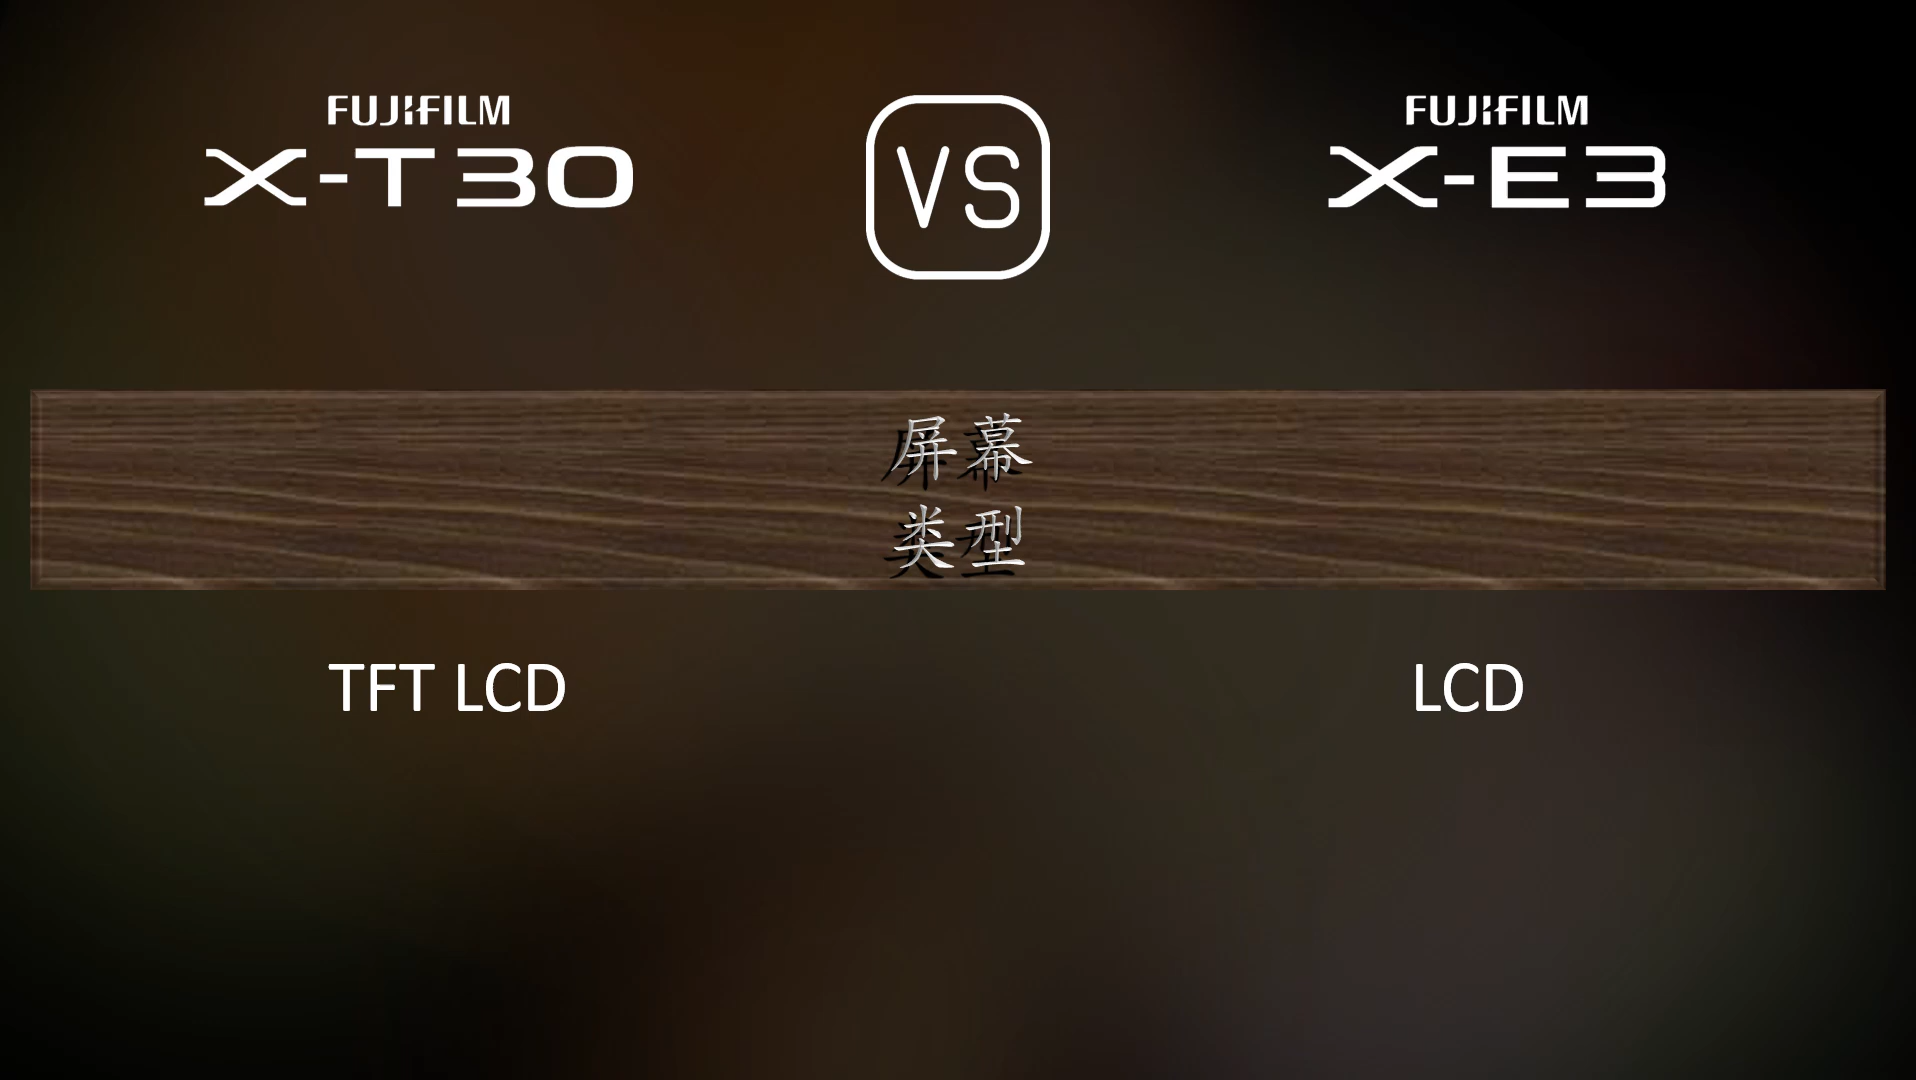 FUJIFILM
X-T30
VS
FUJIFILM
X-E3
屏幕
类型
TFT LCD
LCD